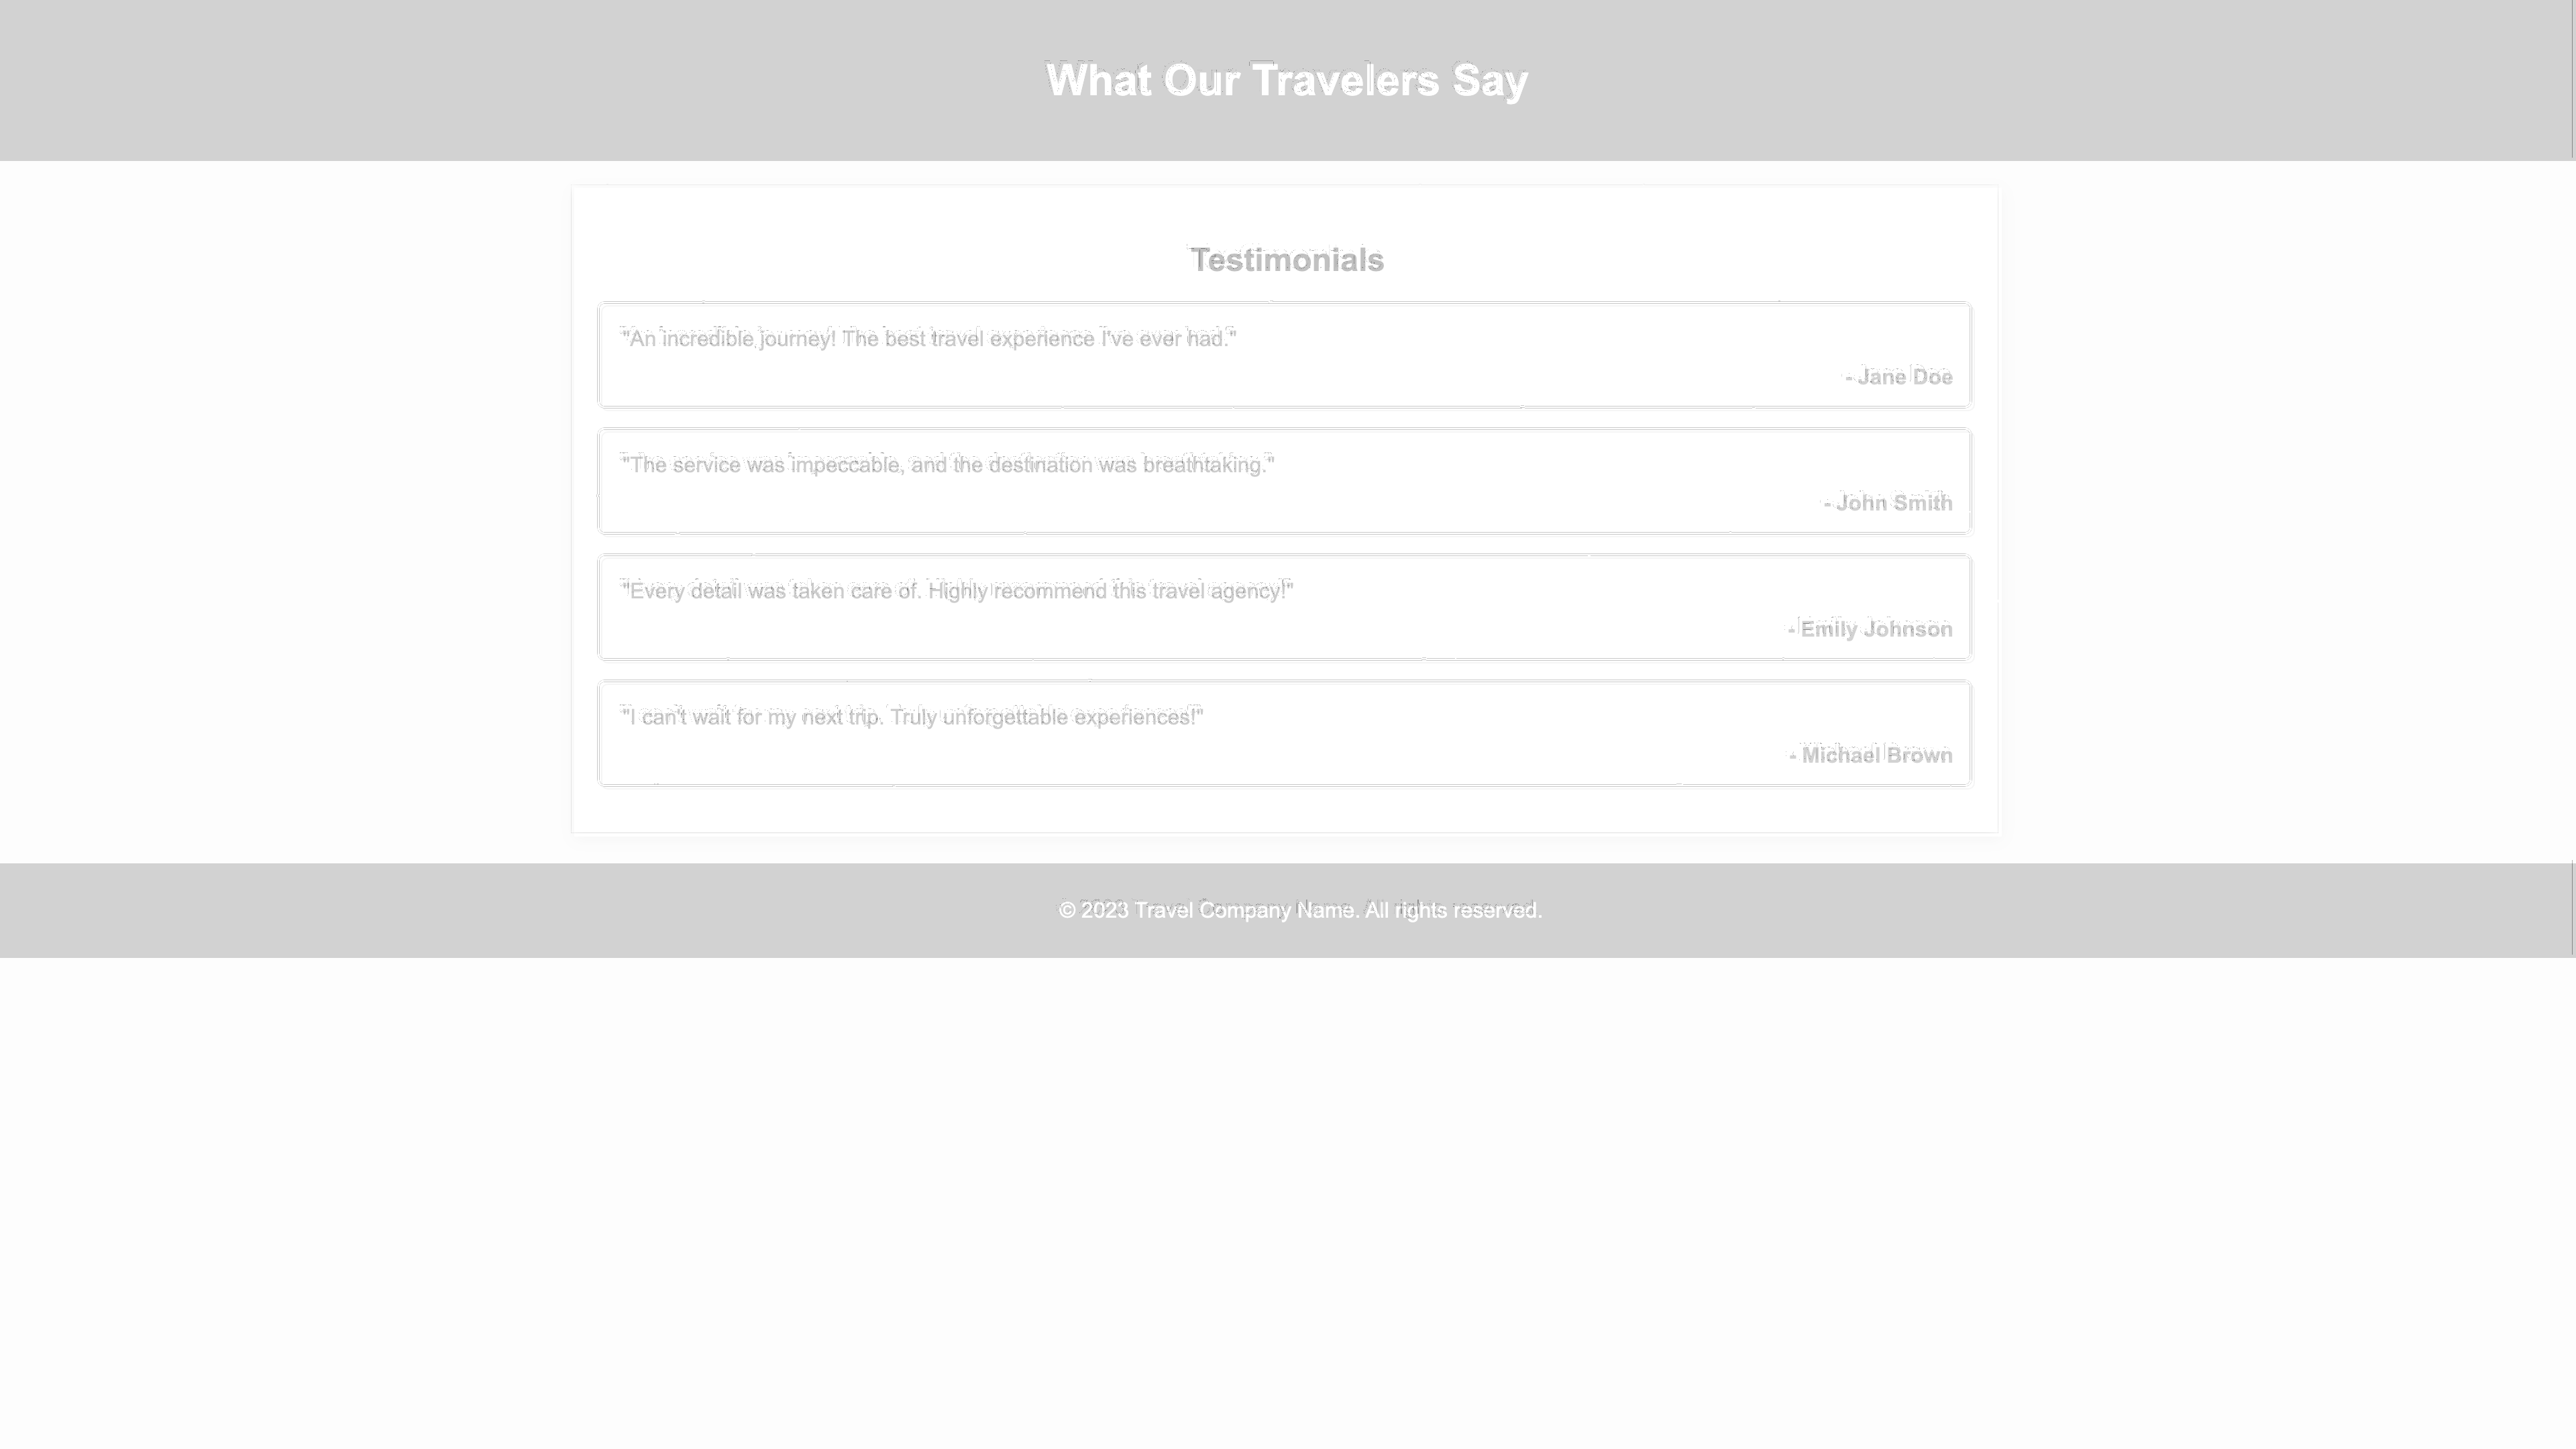 What Our Travelers Say
Testimonials
"An incredible journey! The best travel experience I've ever had."
- Jane Doe
"The service was impeccable, and the destination was breathtaking."
- John Smith
"Every detail was taken care of. Highly recommend this travel agency!"
- Emily Johnson
"I can't wait for my next trip. Truly unforgettable experiences!"
- Michael Brown
© 2023 Travel Company Name. All rights reserved.